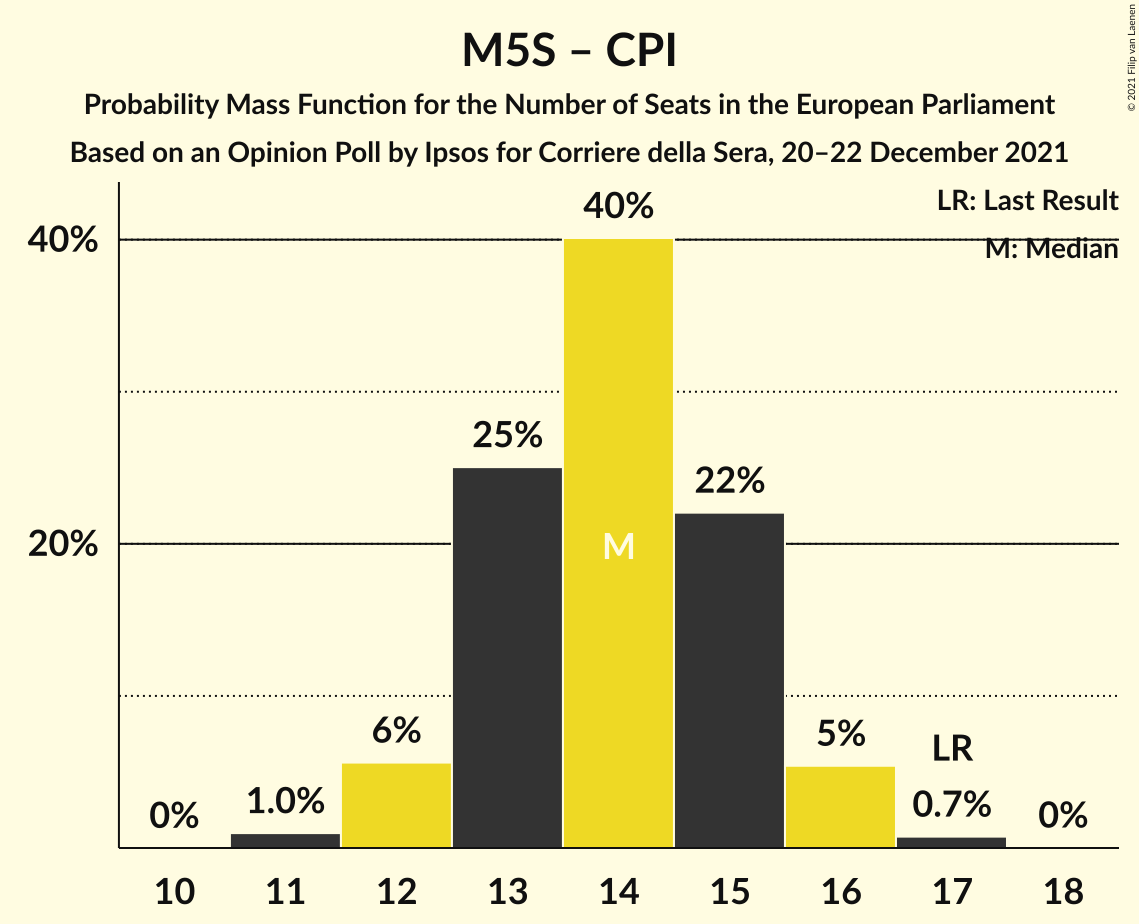 M5S – CPI
Probability Mass Function for the Number of Seats in the European Parliament
Based on an Opinion Poll by Ipsos for Corriere della Sera, 20–22 December 2021
© 2021 Filip van Laenen
LR: Last Result
M: Median
40%
20%
0%
1.0%
6%
25%
40%
M
22%
5%
LR
0.7%
0%
10 11 12 13 14 15 16 17 18